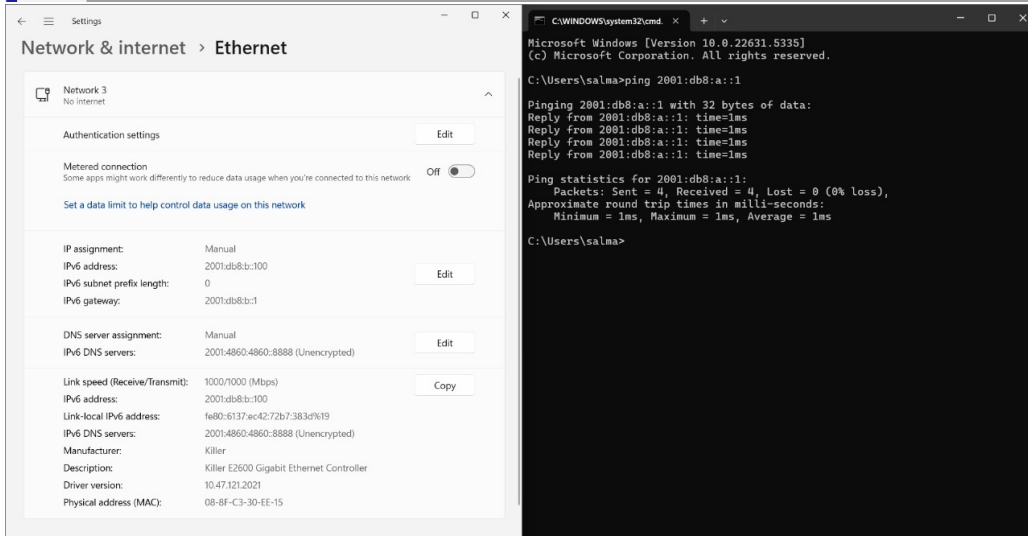 Settings
Network & internet > Ethernet
Network 3
No internet
Authentication settings
Edit
Metered connection
Some apps might work differently to reduce data usage when you're connected to this network
Off
Set a data limit to help control data usage on this network
IP assignment: Manual
IPv6 address: 2001:db8:b::100
IPv6 subnet prefix length: 0
IPv6 gateway: 2001:db8:b::1
Edit
DNS server assignment: Manual
IPv6 DNS servers: 2001:4860:4860::8888 (Unencrypted)
Edit
Link speed (Receive/Transmit): 1000/1000 (Mbps)
IPv6 address: 2001:db8:b::100
Link-local IPv6 address: fe80::6137:ec42:72b7:383d%19
IPv6 DNS servers: 2001:4860:4860::8888 (Unencrypted)
Manufacturer: Killer
Description: Killer E2600 Gigabit Ethernet Controller
Driver version: 10.47.121.2021
Physical address (MAC): 08-8F-C3-30-EE-15
Copy
C:\WINDOWS\system32\cmd.
Microsoft Windows [Version 10.0.22631.5335]
(c) Microsoft Corporation. All rights reserved.
C:\Users\salma>ping 2001:db8:a::1
Pinging 2001:db8:a::1 with 32 bytes of data:
Reply from 2001:db8:a::1: time=1ms
Reply from 2001:db8:a::1: time=1ms
Reply from 2001:db8:a::1: time=1ms
Reply from 2001:db8:a::1: time=1ms
Ping statistics for 2001:db8:a::1:
Packets: Sent = 4, Received = 4, Lost = 0 (0% loss),
Approximate round trip times in milli-seconds:
Minimum = 1ms, Maximum = 1ms, Average = 1ms
C:\Users\salma>